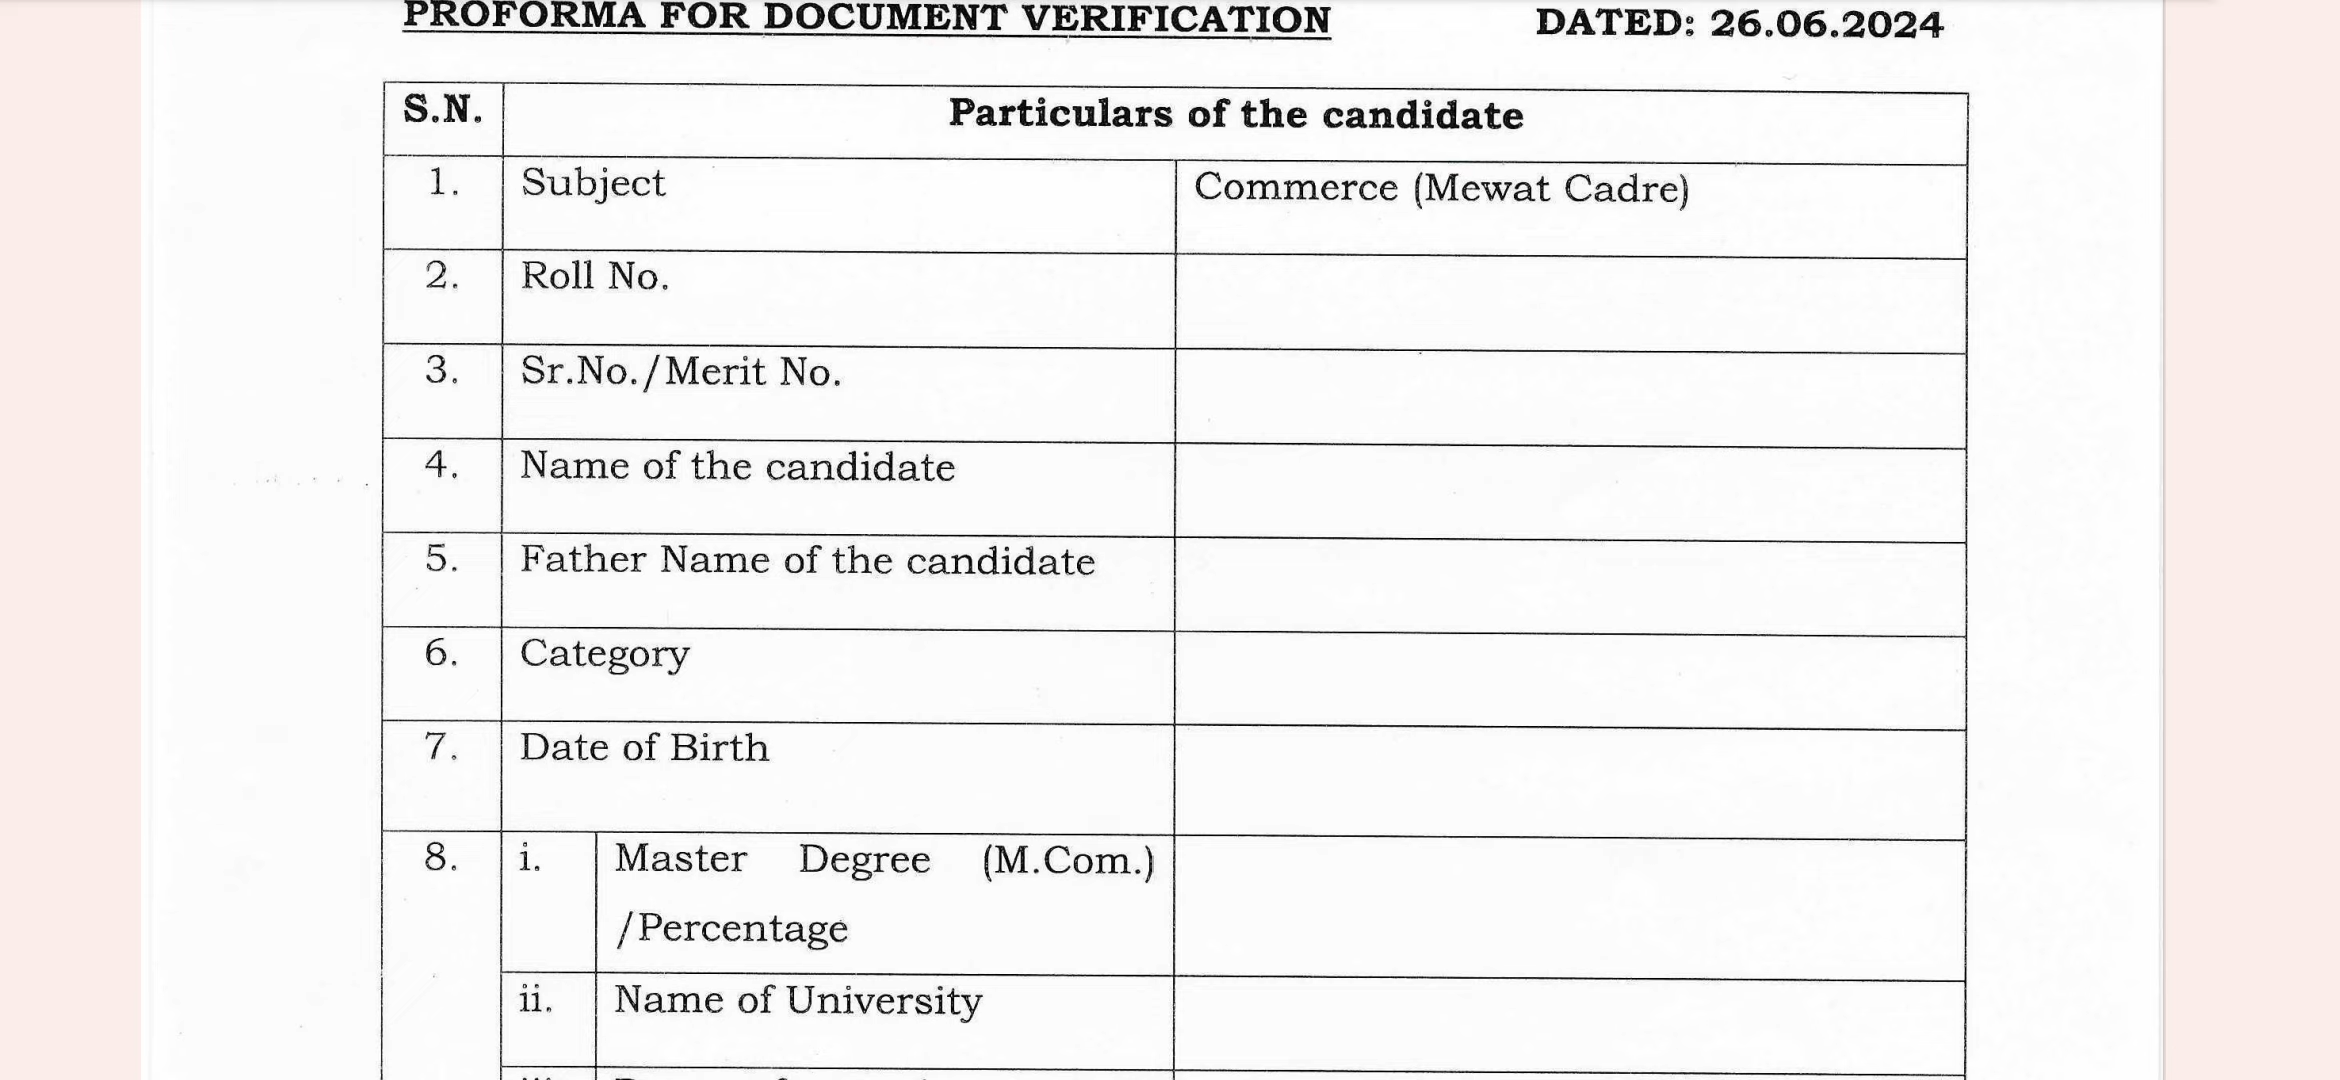 PROFORMA FOR DOCUMENT VERIFICATION DATED: 26.06.2024
S.N. Particulars of the candidate
1. Subject Commerce (Mewat Cadre)
2. Roll No.
3. Sr.No./Merit No.
4. Name of the candidate
5. Father Name of the candidate
6. Category
7. Date of Birth
8. i. Master Degree (M.Com.)
/Percentage
ii. Name of University